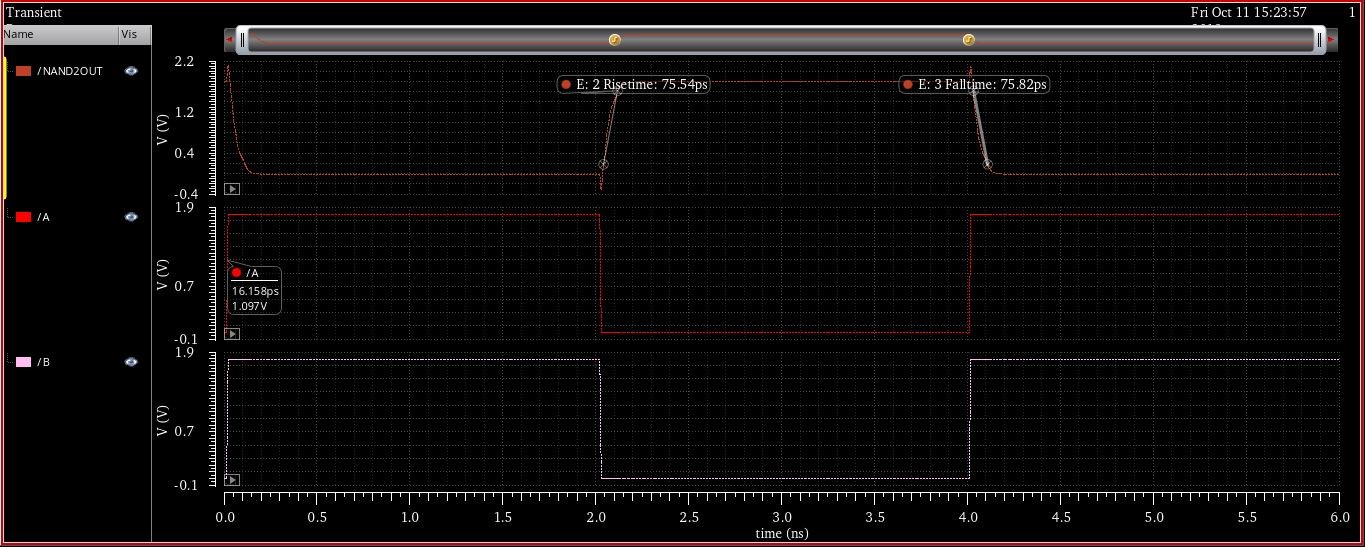 Transient Fri Oct 11 15:23:57 1
Name Vis
/NAND2OUT
/A
/B
2.2
1.2
0.4
-0.4
V (V)
E: 2 Risetime: 75.54ps
E: 3 Falltime: 75.82ps
1.9
0.7
-0.1
V (V)
/A
16.158ps
1.097V
1.9
0.7
-0.1
V (V)
0.0 0.5 1.0 1.5 2.0 2.5 3.0 3.5 4.0 4.5 5.0 5.5 6.0
time (ns)